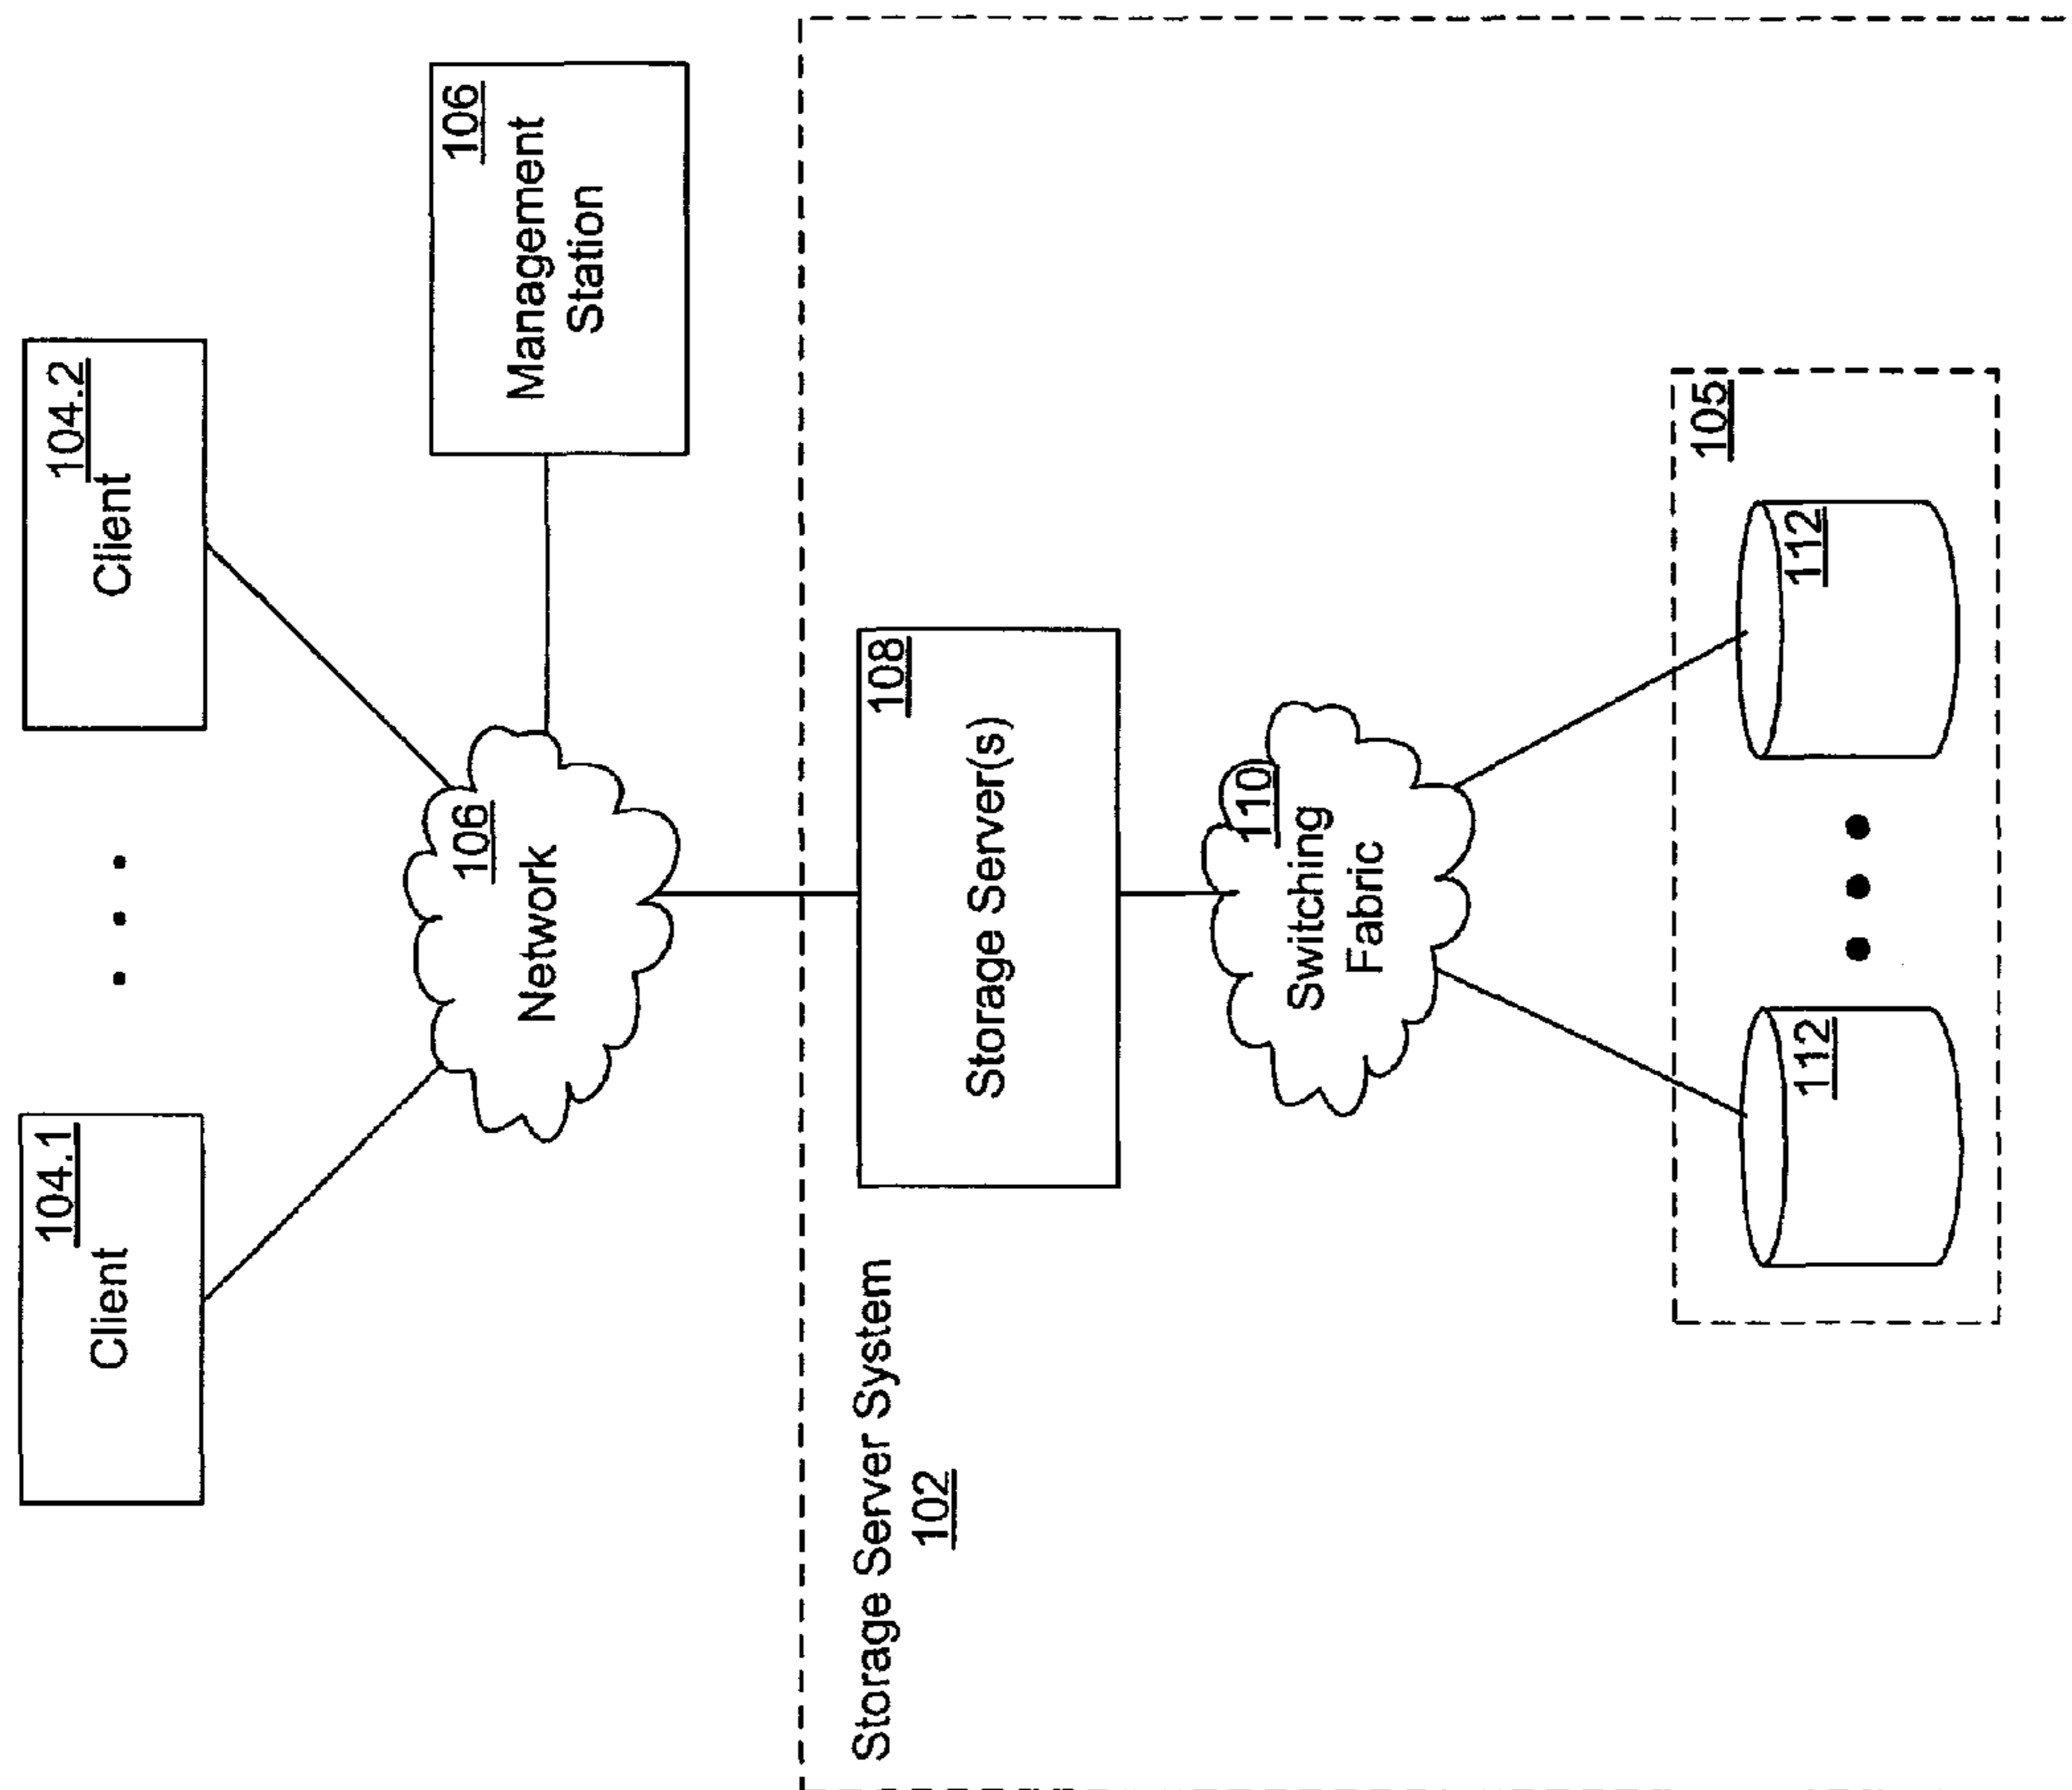 104.1
Client
104.2
Client
106
Network
106
Management
Station
Storage Server System
102
108
Storage Server(s)
110
Switching
Fabric
105
112
112